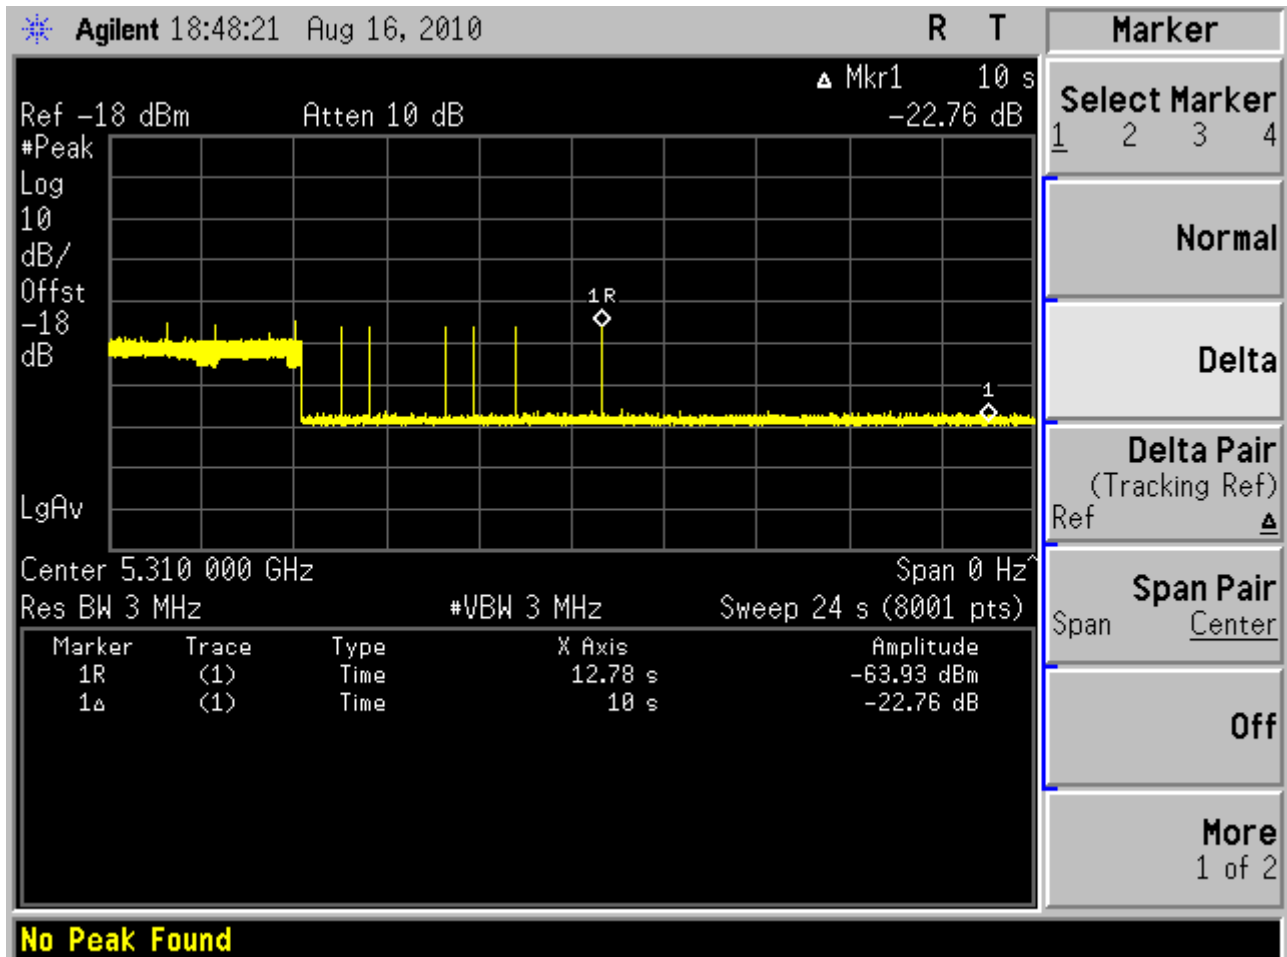 Agilent 18:48:21 Aug 16, 2010 R T
Δ Mkr1 10 s
Ref -18 dBm Atten 10 dB -22.76 dB
#Peak
Log
10
dB/
Offst
-18
dB
1R
1
LgAv
Center 5.310 000 GHz Span 0 Hz^
Res BW 3 MHz #VBW 3 MHz Sweep 24 s (8001 pts)
Marker Trace Type X Axis Amplitude
1R (1) Time 12.78 s -63.93 dBm
1Δ (1) Time 10 s -22.76 dB
No Peak Found
Marker
Select Marker
1 2 3 4
Normal
Delta
Delta Pair
(Tracking Ref)
Ref Δ
Span Pair
Span Center
Off
More
1 of 2